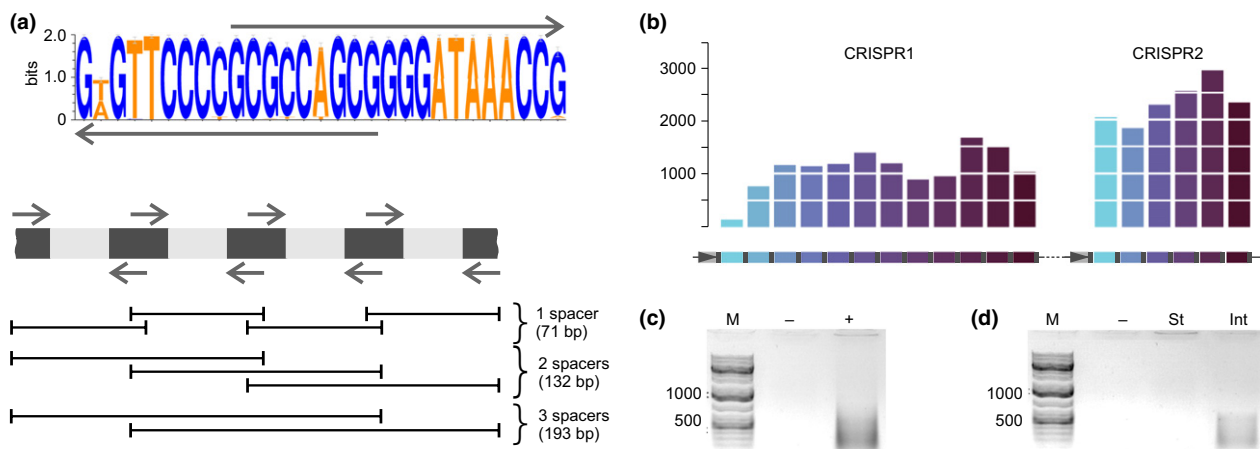 (a)
2.0
1.0
0
bits
GTGTTCCCCGCGCCAGCGGGGATAAACCG
A
1 spacer
(71 bp)
2 spacers
(132 bp)
3 spacers
(193 bp)
(b)
CRISPR1
CRISPR2
3000
2000
1000
(c)
M – +
1000
500
(d)
M – St Int
1000
500